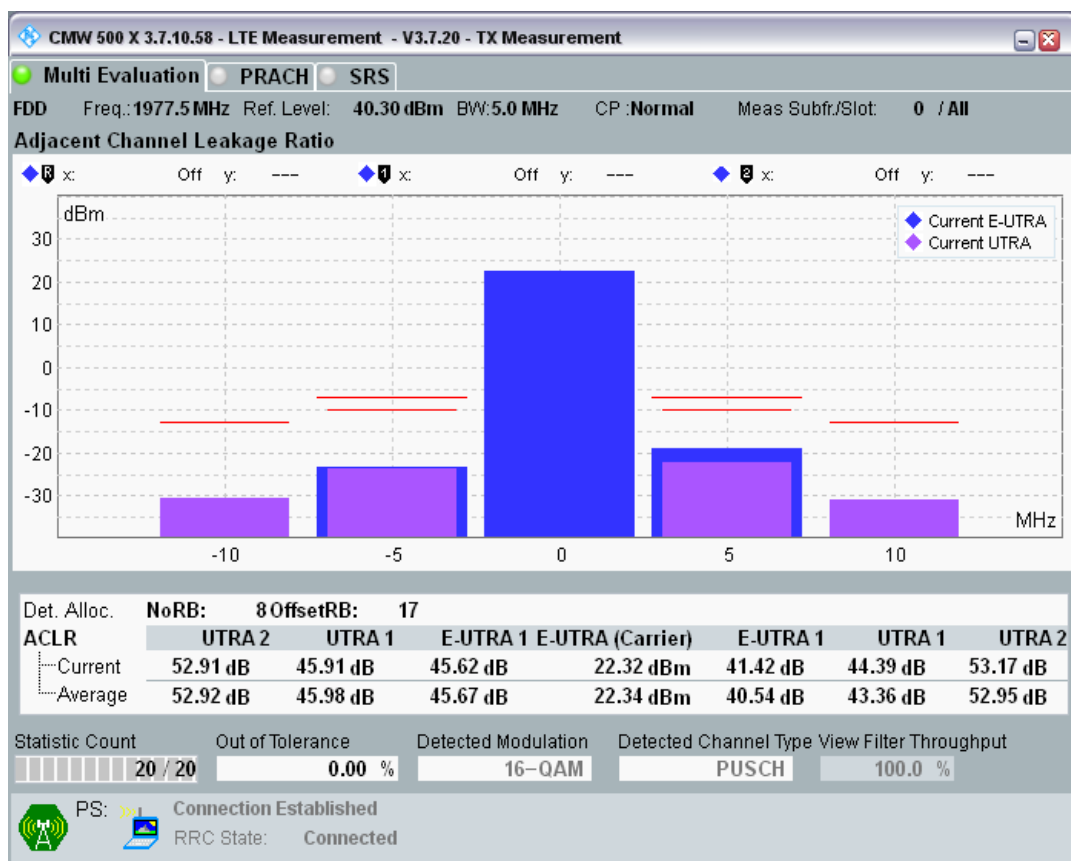 CMW 500 X 3.7.10.58 - LTE Measurement - V3.7.20 - TX Measurement
Multi Evaluation PRACH SRS
FDD Freq.: 1977.5 MHz Ref. Level: 40.30 dBm BW: 5.0 MHz CP : Normal Meas Subfr./Slot: 0 / All
Adjacent Channel Leakage Ratio
R x: Off y: --- 1 x: Off y: --- 2 x: Off y: ---
dBm
Current E-UTRA
Current UTRA
30
20
10
0
-10
-20
-30
MHz
-10 -5 0 5 10
Det. Alloc. NoRB: 8 OffsetRB: 17
ACLR UTRA 2 UTRA 1 E-UTRA 1 E-UTRA (Carrier) E-UTRA 1 UTRA 1 UTRA 2
Current 52.91 dB 45.91 dB 45.62 dB 22.32 dBm 41.42 dB 44.39 dB 53.17 dB
Average 52.92 dB 45.98 dB 45.67 dB 22.34 dBm 40.54 dB 43.36 dB 52.95 dB
Statistic Count Out of Tolerance Detected Modulation Detected Channel Type View Filter Throughput
20 / 20 0.00 % 16-QAM PUSCH 100.0 %
PS: Connection Established
RRC State: Connected